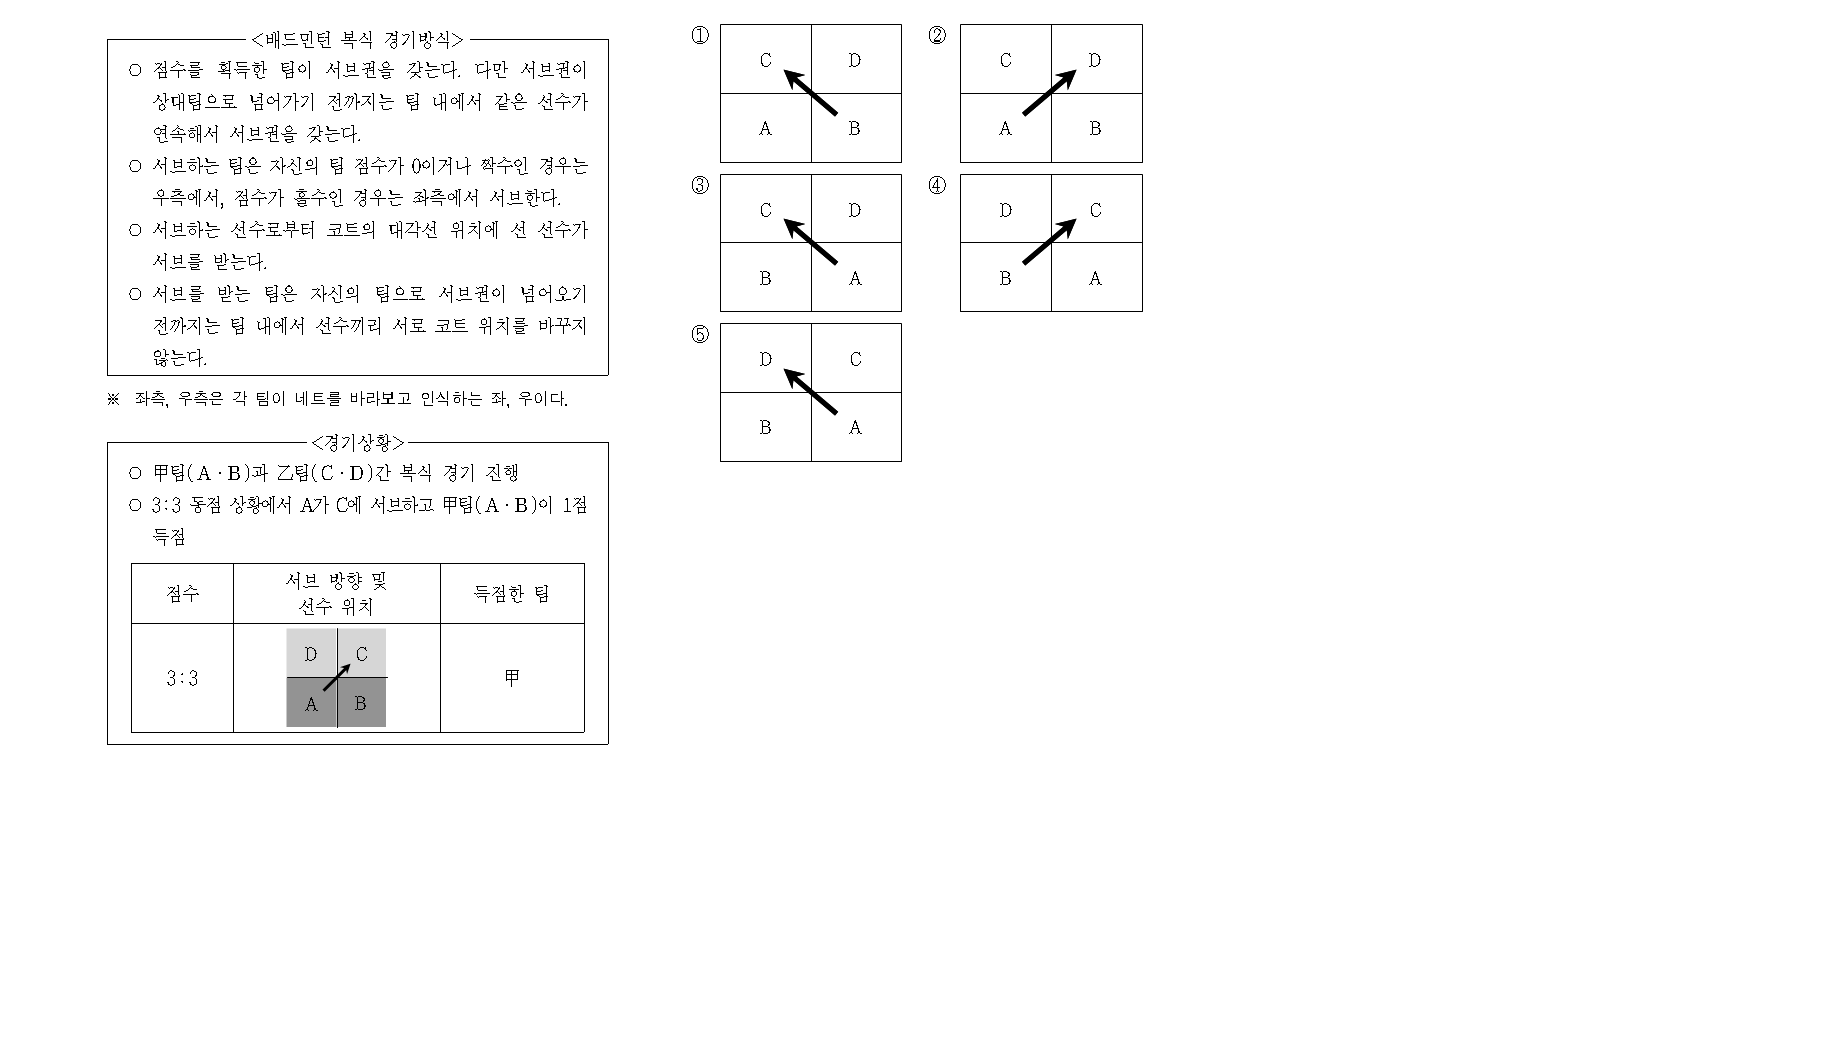 <배드민턴 복식 경기방식>
○ 점수를 획득한 팀이 서브권을 갖는다. 다만 서브권이
상대팀으로 넘어가기 전까지는 팀 내에서 같은 선수가
연속해서 서브권을 갖는다.
○ 서브하는 팀은 자신의 팀 점수가 0이거나 짝수인 경우는
우측에서, 점수가 홀수인 경우는 좌측에서 서브한다.
○ 서브하는 선수로부터 코트의 대각선 위치에 선 선수가
서브를 받는다.
○ 서브를 받는 팀은 자신의 팀으로 서브권이 넘어오기
전까지는 팀 내에서 선수끼리 서로 코트 위치를 바꾸지
않는다.
※ 좌측, 우측은 각 팀이 네트를 바라보고 인식하는 좌, 우이다.
<경기상황>
○ 甲팀(A·B)과 乙팀(C·D)간 복식 경기 진행
○ 3:3 동점 상황에서 A가 C에 서브하고 甲팀(A·B)이 1점
득점
점수 서브 방향 및 득점한 팀
선수 위치
D C
3:3 甲
A B
① C D
A B
② C D
A B
③ C D
B A
④ D C
B A
⑤ D C
B A